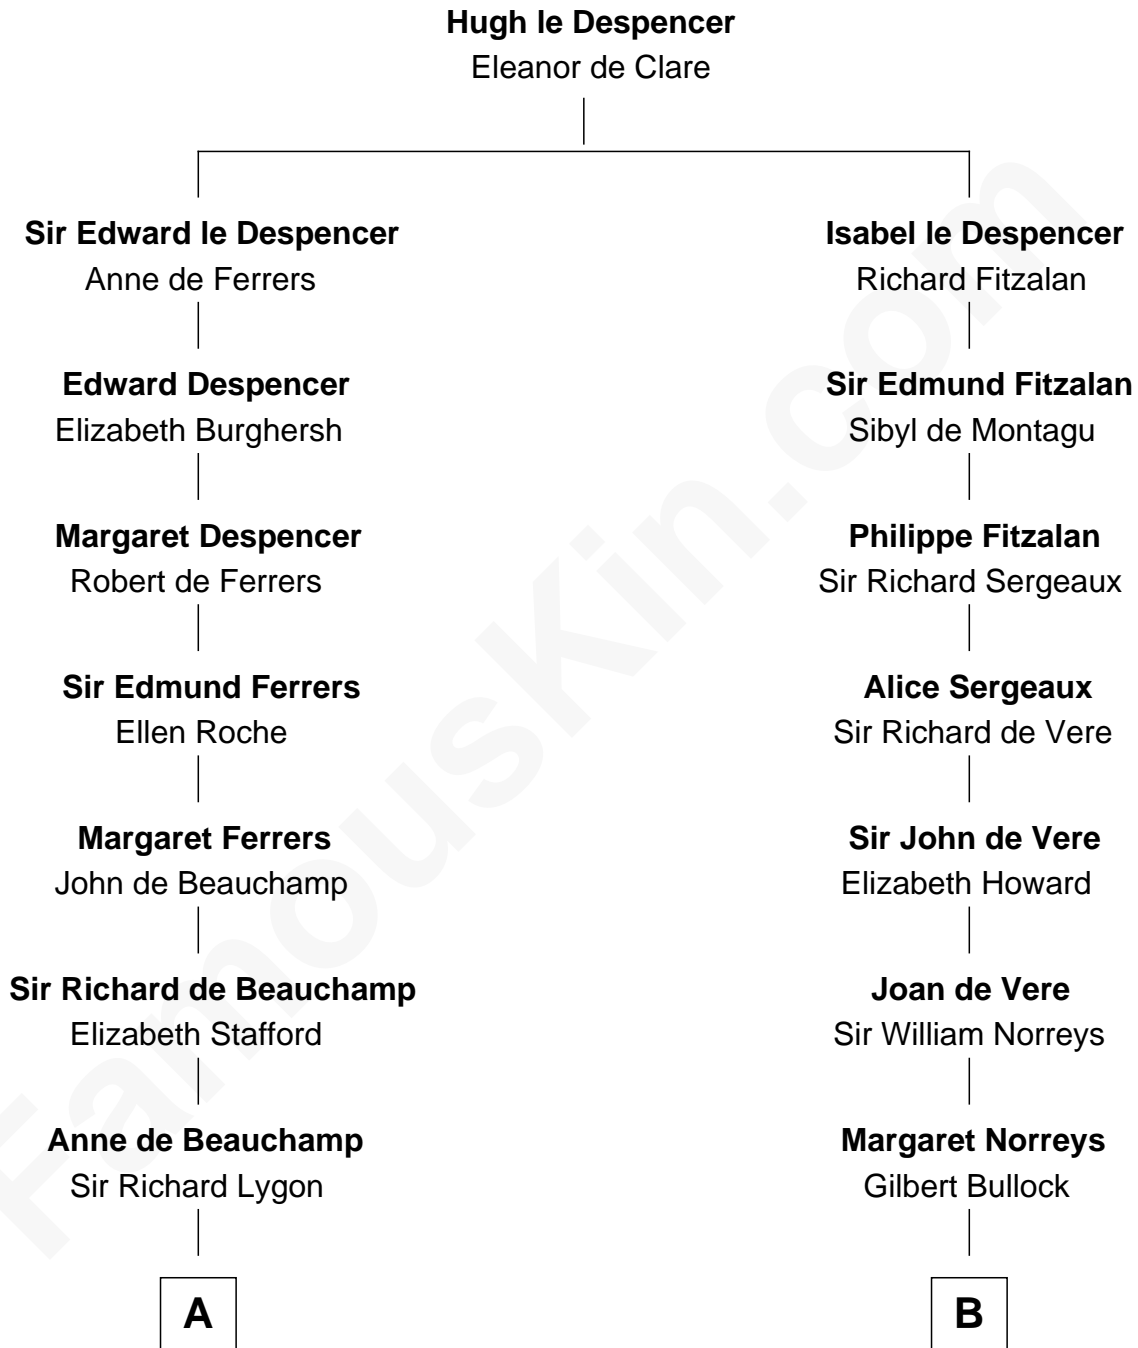 Hugh le Despencer
Eleanor de Clare
Sir Edward le Despencer
Anne de Ferrers
Isabel le Despencer
Richard Fitzalan
Edward Despencer
Elizabeth Burghersh
Sir Edmund Fitzalan
Sibyl de Montagu
Margaret Despencer
Robert de Ferrers
Philippe Fitzalan
Sir Richard Sergeaux
Sir Edmund Ferrers
Ellen Roche
Alice Sergeaux
Sir Richard de Vere
Margaret Ferrers
John de Beauchamp
Sir John de Vere
Elizabeth Howard
Sir Richard de Beauchamp
Elizabeth Stafford
Joan de Vere
Sir William Norreys
Anne de Beauchamp
Sir Richard Lygon
Margaret Norreys
Gilbert Bullock
A
B
FamousKin.com